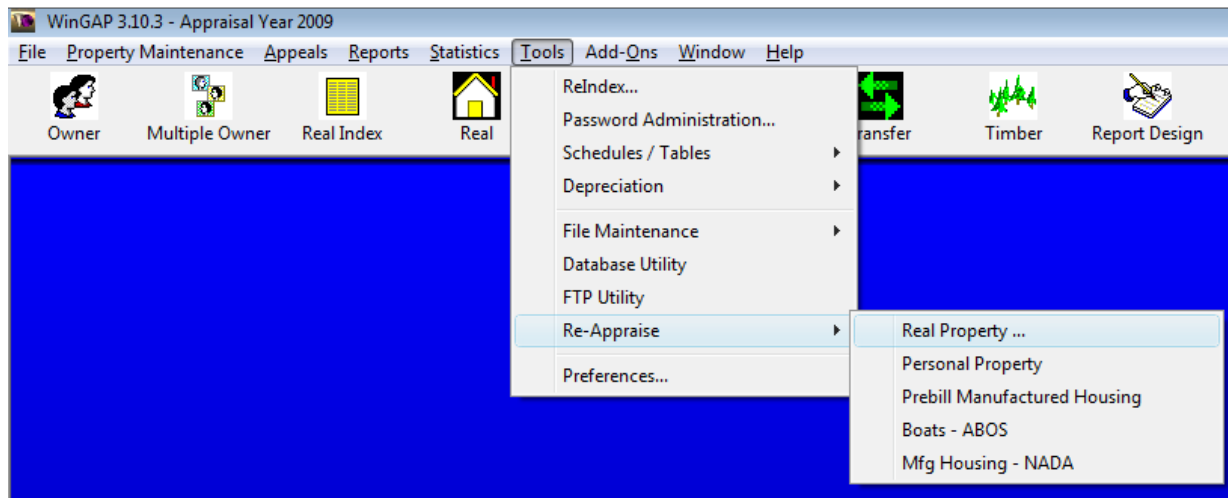 WinGAP 3.10.3 - Appraisal Year 2009
File Property Maintenance Appeals Reports Statistics Tools Add-Ons Window Help
Owner Multiple Owner Real Index Real ransfer Timber Report Design
ReIndex...
Password Administration...
Schedules / Tables
Depreciation
File Maintenance
Database Utility
FTP Utility
Re-Appraise
Preferences...
Real Property ...
Personal Property
Prebill Manufactured Housing
Boats - ABOS
Mfg Housing - NADA